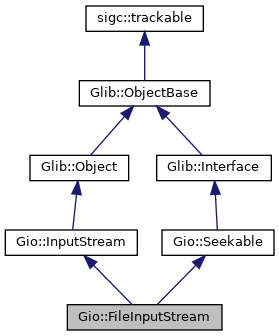 sigc::trackable
Glib::ObjectBase
Glib::Object
Glib::Interface
Gio::InputStream
Gio::Seekable
Gio::FileInputStream